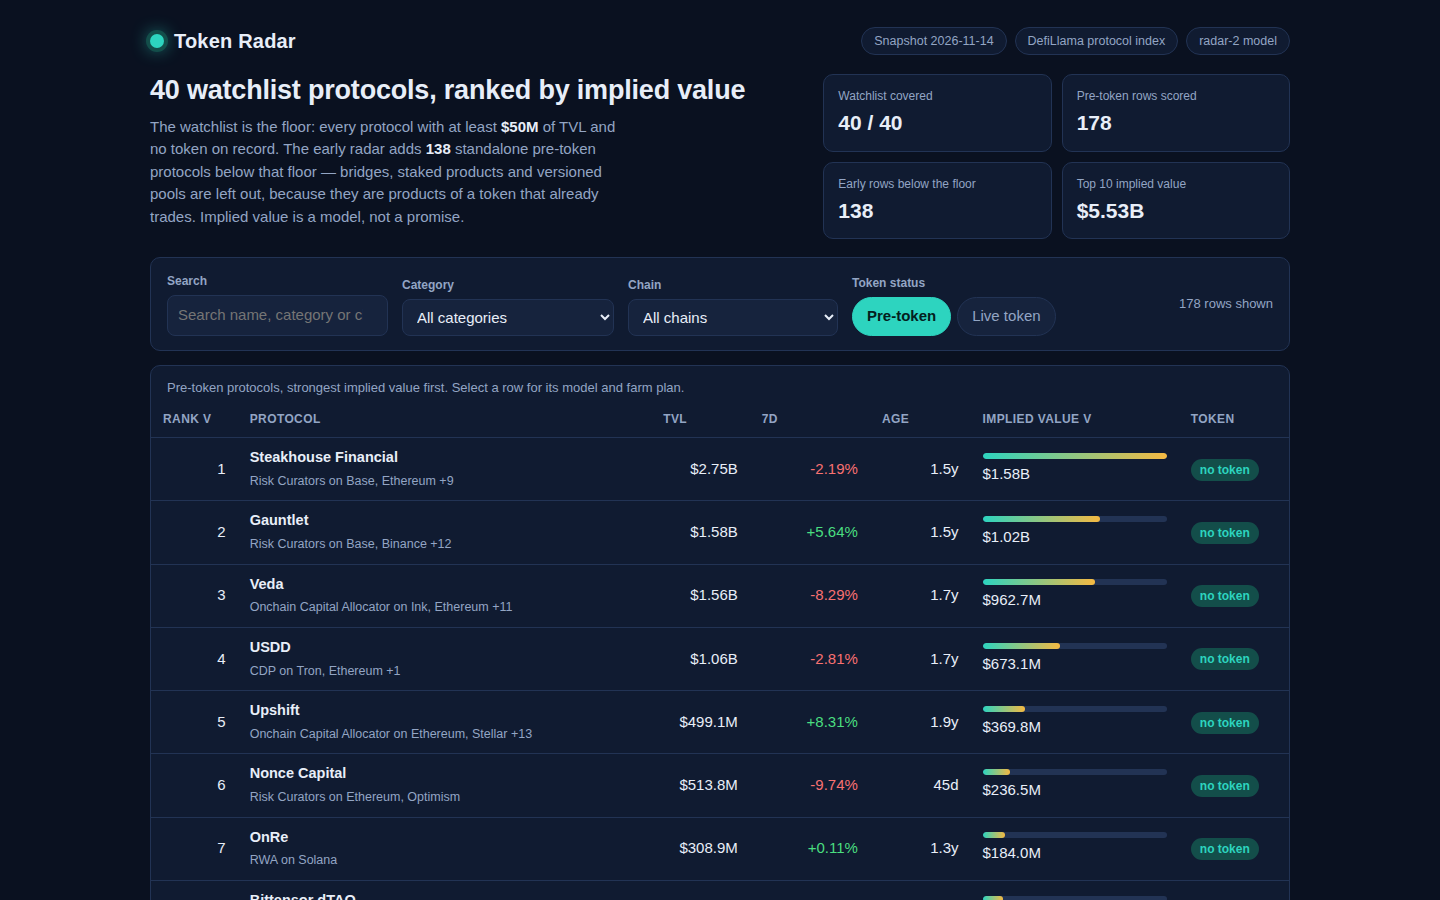 Token Radar
Snapshot 2026-11-14
DefiLlama protocol index
radar-2 model
40 watchlist protocols, ranked by implied value
The watchlist is the floor: every protocol with at least $50M of TVL and
no token on record. The early radar adds 138 standalone pre-token
protocols below that floor — bridges, staked products and versioned
pools are left out, because they are products of a token that already
trades. Implied value is a model, not a promise.
Watchlist covered
40 / 40
Pre-token rows scored
178
Early rows below the floor
138
Top 10 implied value
$5.53B
Search
Search name, category or c
Category
All categories
Chain
All chains
Token status
Pre-token
Live token
178 rows shown
Pre-token protocols, strongest implied value first. Select a row for its model and farm plan.
RANK V PROTOCOL TVL 7D AGE IMPLIED VALUE V TOKEN
1 Steakhouse Financial $2.75B -2.19% 1.5y $1.58B no token
Risk Curators on Base, Ethereum +9
2 Gauntlet $1.58B +5.64% 1.5y $1.02B no token
Risk Curators on Base, Binance +12
3 Veda $1.56B -8.29% 1.7y $962.7M no token
Onchain Capital Allocator on Ink, Ethereum +11
4 USDD $1.06B -2.81% 1.7y $673.1M no token
CDP on Tron, Ethereum +1
5 Upshift $499.1M +8.31% 1.9y $369.8M no token
Onchain Capital Allocator on Ethereum, Stellar +13
6 Nonce Capital $513.8M -9.74% 45d $236.5M no token
Risk Curators on Ethereum, Optimism
7 OnRe $308.9M +0.11% 1.3y $184.0M no token
RWA on Solana
Bittensor dTAO